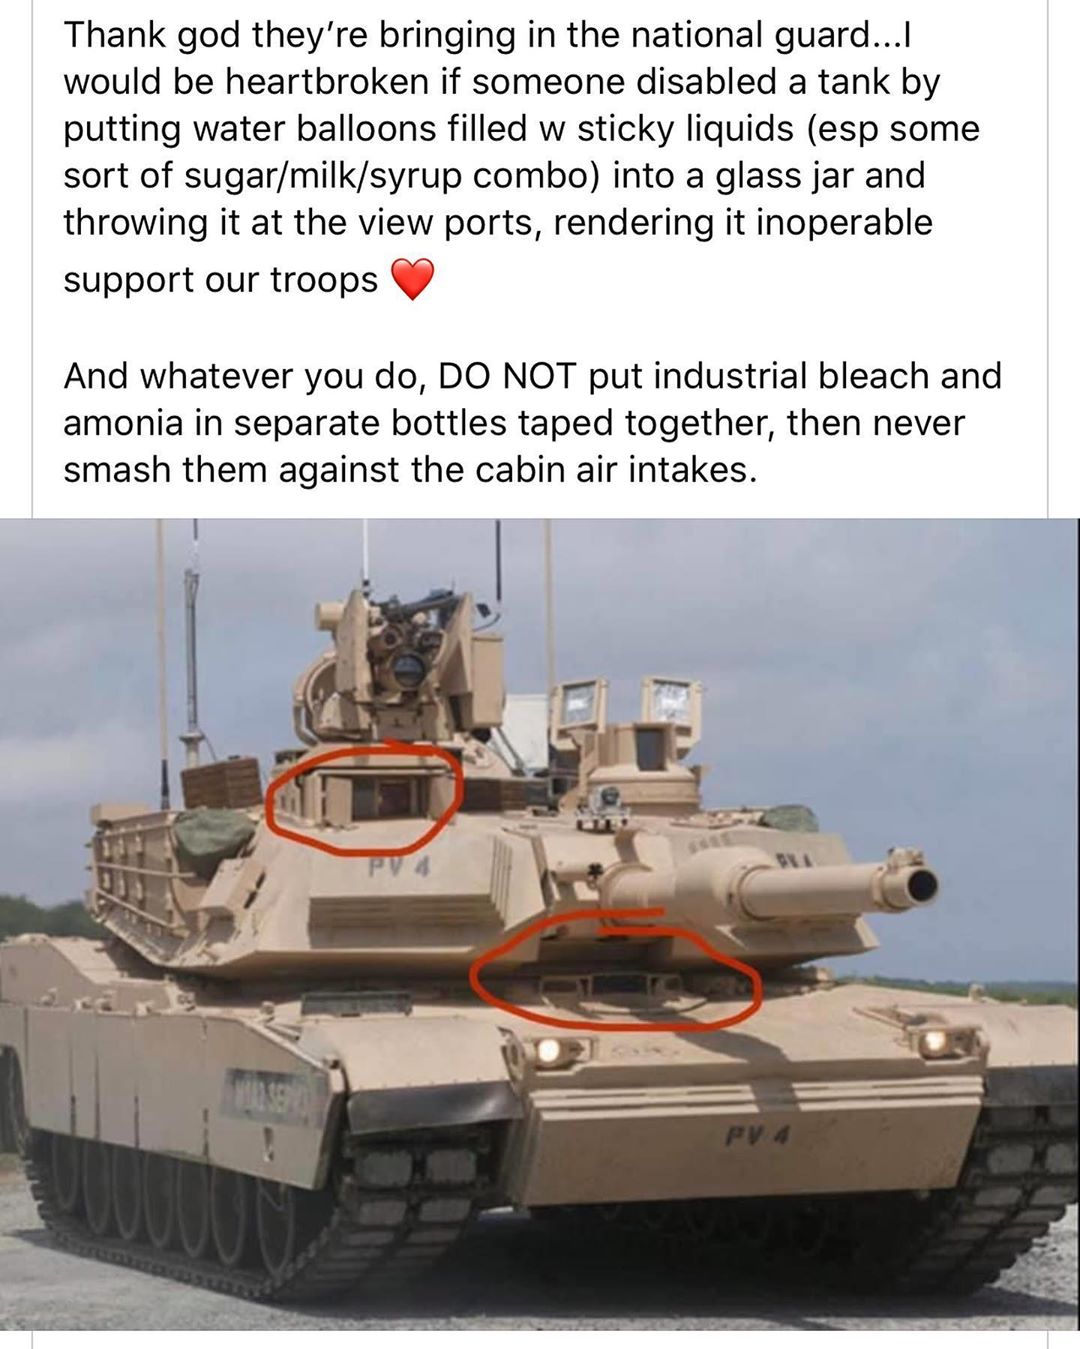 Thank god they’re bringing in the national guard...I
would be heartbroken if someone disabled a tank by
putting water balloons filled w sticky liquids (esp some
sort of sugar/milk/syrup combo) into a glass jar and
throwing it at the view ports, rendering it inoperable
support our troops ❤️
And whatever you do, DO NOT put industrial bleach and
amonia in separate bottles taped together, then never
smash them against the cabin air intakes.
PV 4
PV 4
PV 4